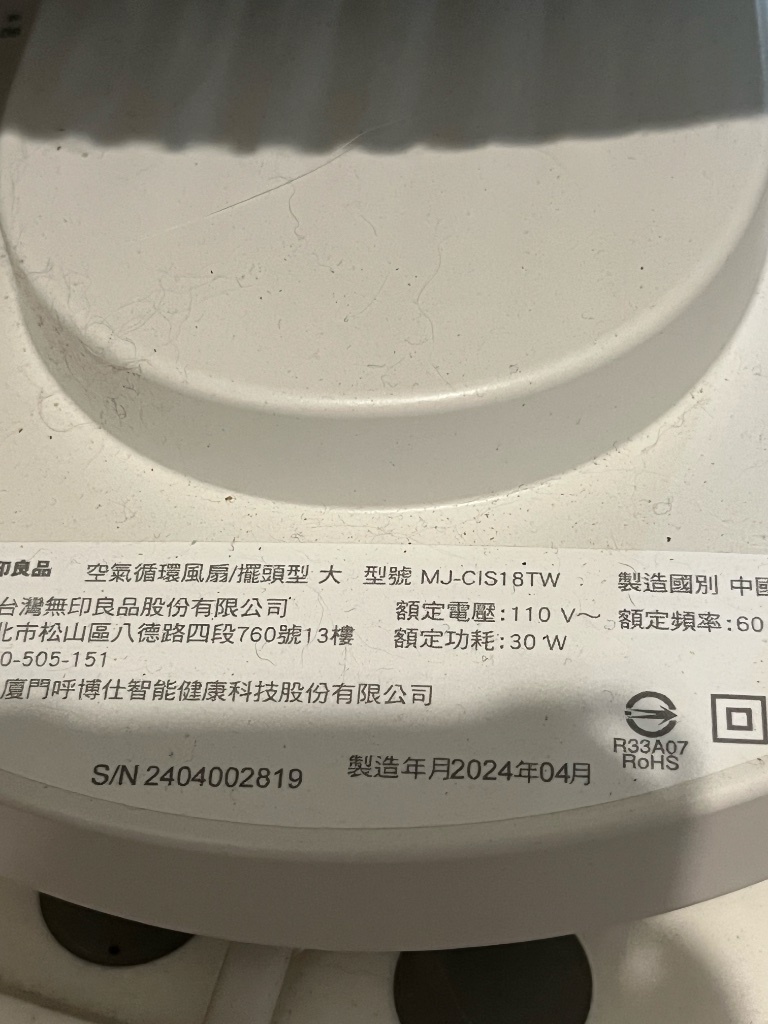 印良品 空氣循環風扇/擺頭型 大 型號 MJ-CIS18TW 製造國別 中國
台灣無印良品股份有限公司 額定電壓:110 V~ 額定頻率:60
北市松山區八德路四段760號13樓 額定功耗:30 W
0-505-151
廈門呼博仕智能健康科技股份有限公司
R33A07
RoHS
S/N 2404002819 製造年月2024年04月